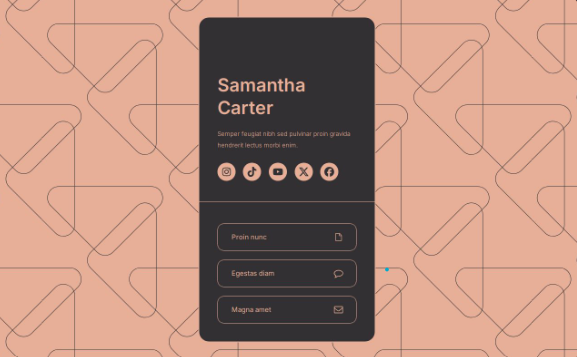 Samantha
Carter
Semper feugiat nibh sed pulvinar proin gravida
hendrerit lectus morbi enim.
Proin nunc
Egestas diam
Magna amet